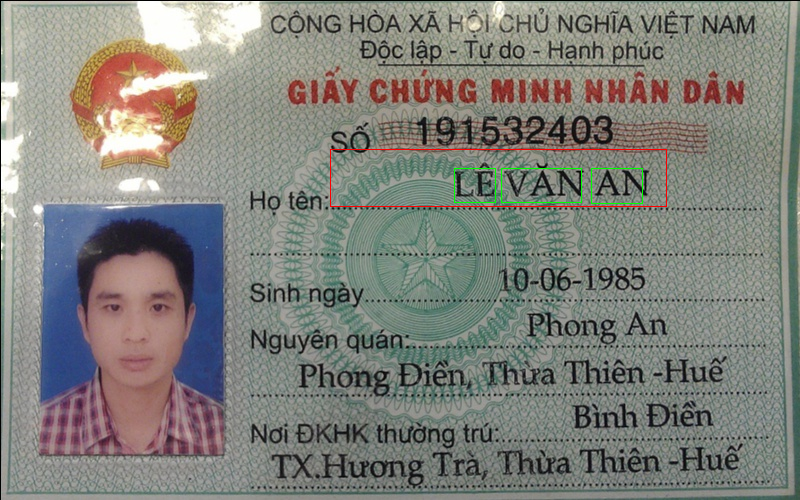 CỘNG HÒA XÃ HỘI CHỦ NGHĨA VIỆT NAM
Độc lập - Tự do - Hạnh phúc
GIẤY CHỨNG MINH NHÂN DÂN
SỐ 191532403
Họ tên: LÊ VĂN AN
Sinh ngày 10-06-1985
Nguyên quán: Phong An
Phong Điền, Thừa Thiên -Huế
Nơi ĐKHK thường trú: Bình Điền
TX.Hương Trà, Thừa Thiên -Huế